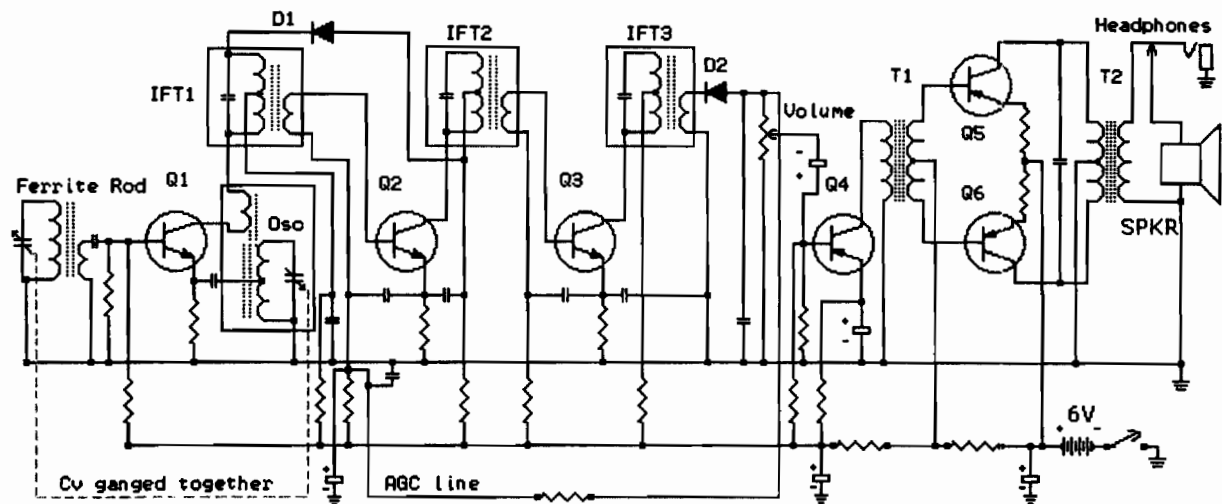 D1
IFT2
IFT3
Headphones
IFT1
D2
T1
T2
Volume
Q5
Ferrite Rod
Q1
Q2
Q3
Q4
Q6
Osc
SPKR
- +
+ -
+ 6V -
+
+
+
Cv ganged together
AGC line